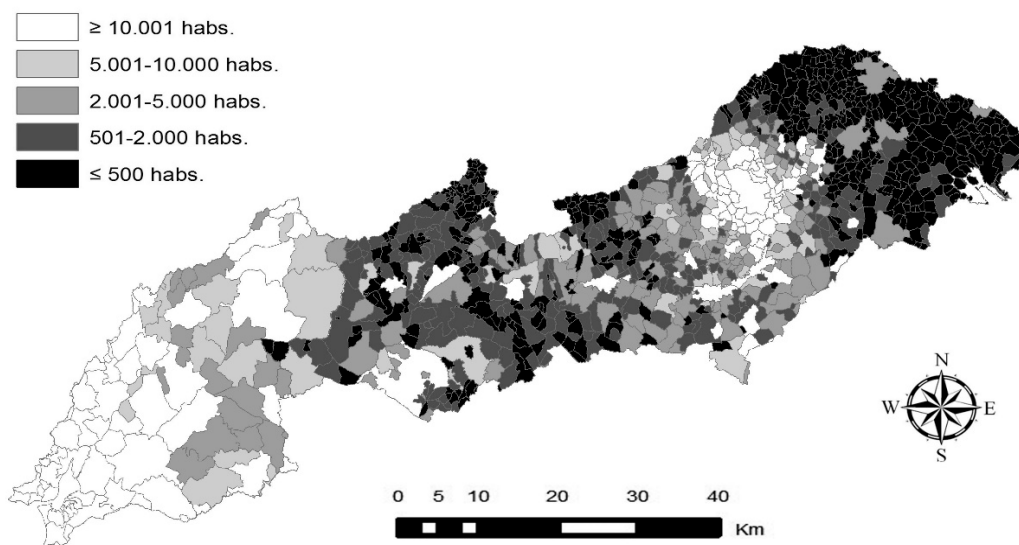 ≥ 10.001 habs.
5.001-10.000 habs.
2.001-5.000 habs.
501-2.000 habs.
≤ 500 habs.
N
W E
S
0 5 10 20 30 40
Km